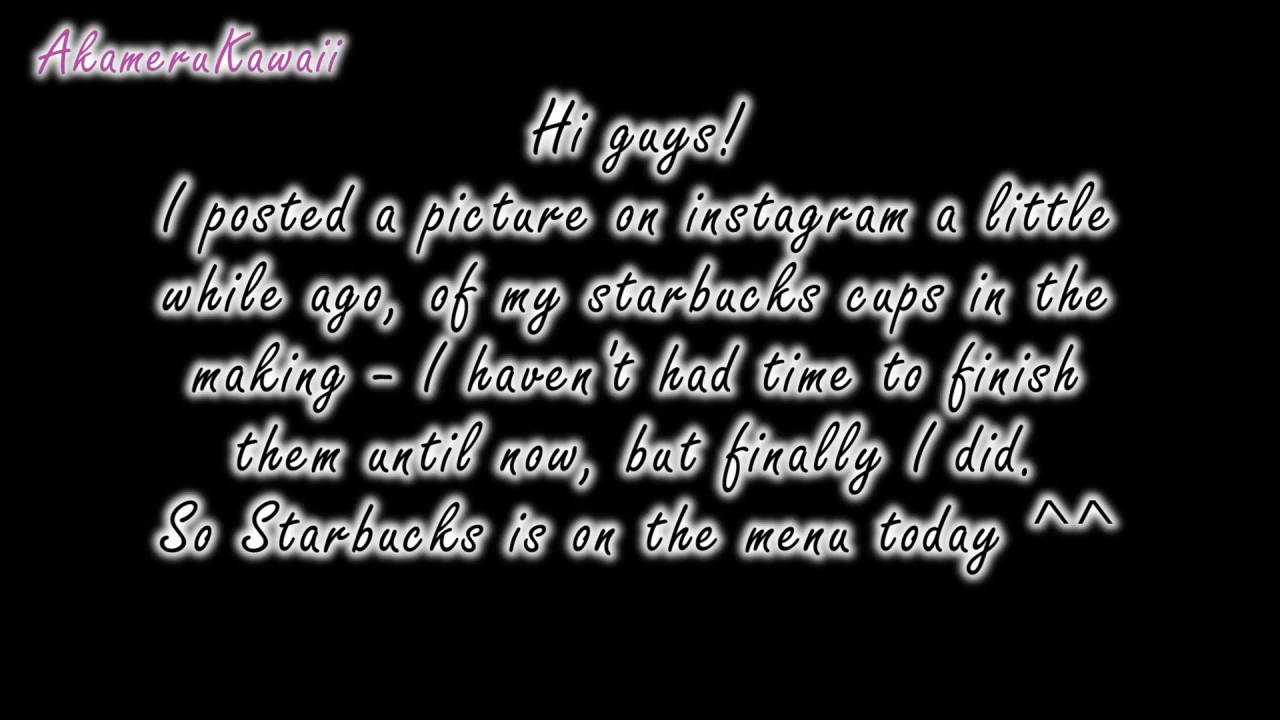 AkameruKawaii
Hi guys!
I posted a picture on instagram a little
while ago, of my starbucks cups in the
making - I haven't had time to finish
them until now, but finally I did.
So Starbucks is on the menu today ^^